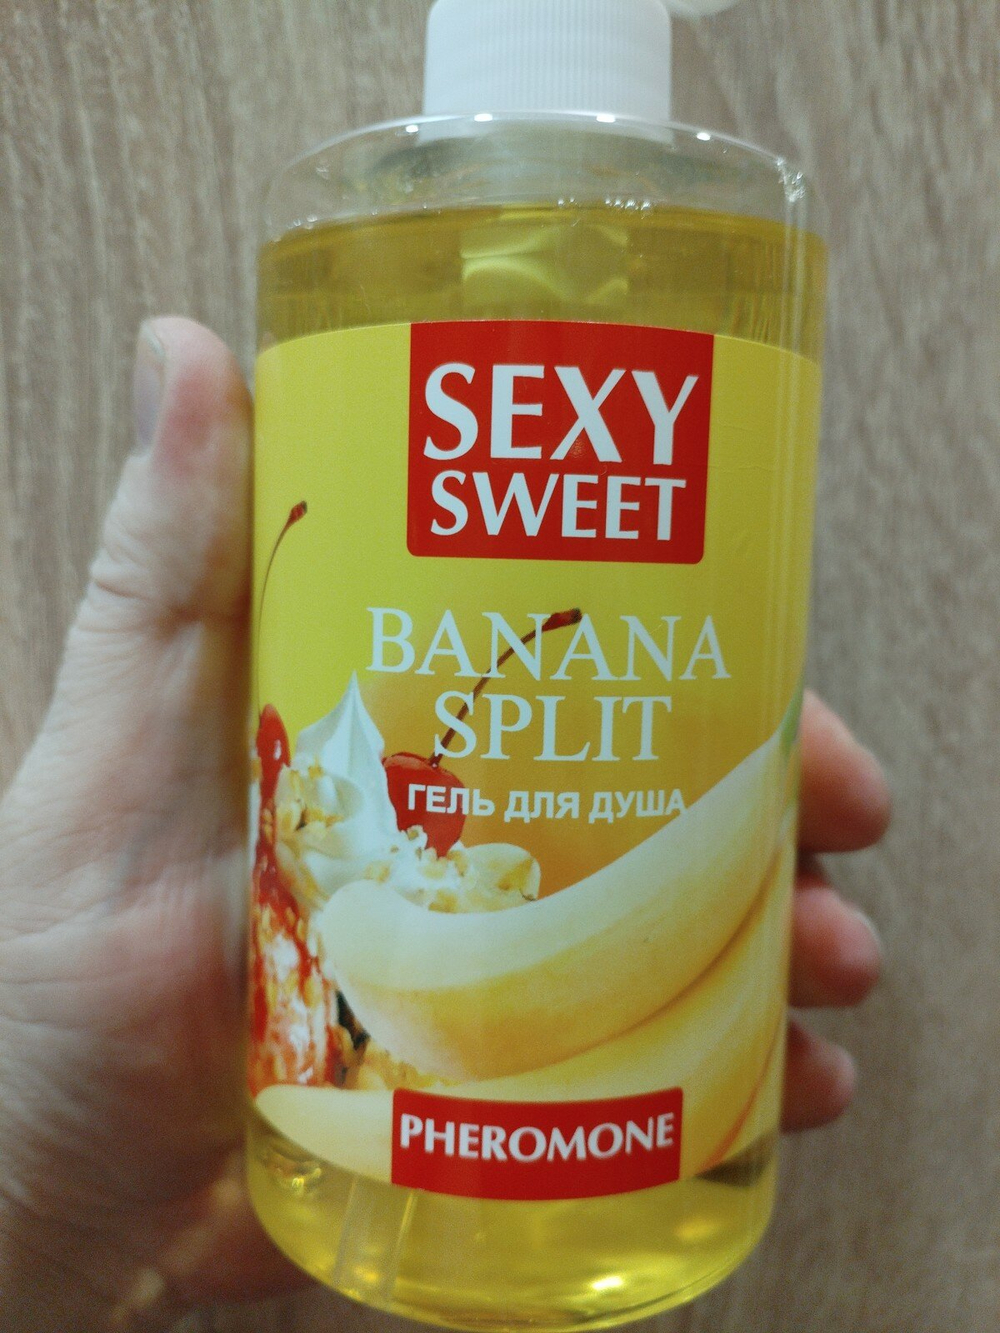 SEXY
SWEET
BANANA
SPLIT
ГЕЛЬ ДЛЯ ДУША
PHEROMONE